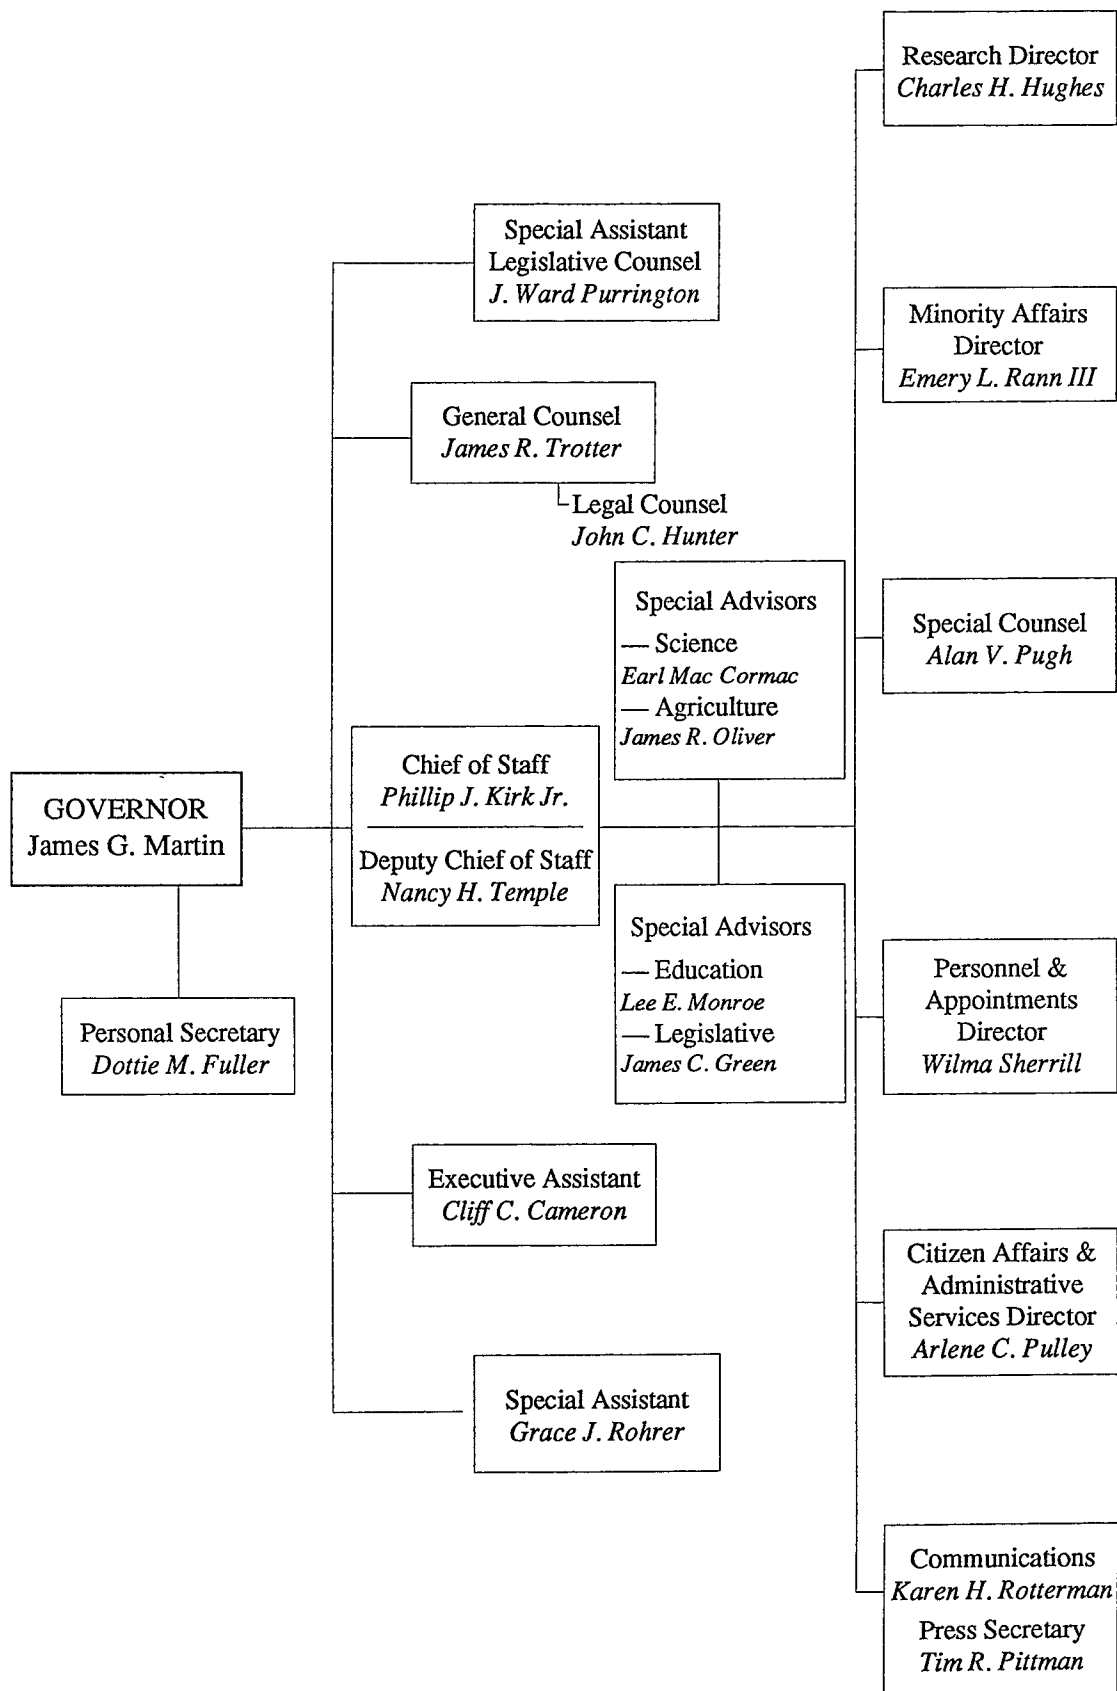 Research Director
Charles H. Hughes
Special Assistant
Legislative Counsel
J. Ward Purrington
Minority Affairs
Director
Emery L. Rann III
General Counsel
James R. Trotter
Legal Counsel
John C. Hunter
Special Advisors
— Science
Earl Mac Cormac
— Agriculture
James R. Oliver
Special Counsel
Alan V. Pugh
Chief of Staff
Phillip J. Kirk Jr.
Deputy Chief of Staff
Nancy H. Temple
GOVERNOR
James G. Martin
Special Advisors
— Education
Lee E. Monroe
— Legislative
James C. Green
Personnel &
Appointments
Director
Wilma Sherrill
Personal Secretary
Dottie M. Fuller
Executive Assistant
Cliff C. Cameron
Citizen Affairs &
Administrative
Services Director
Arlene C. Pulley
Special Assistant
Grace J. Rohrer
Communications
Karen H. Rotterman
Press Secretary
Tim R. Pittman